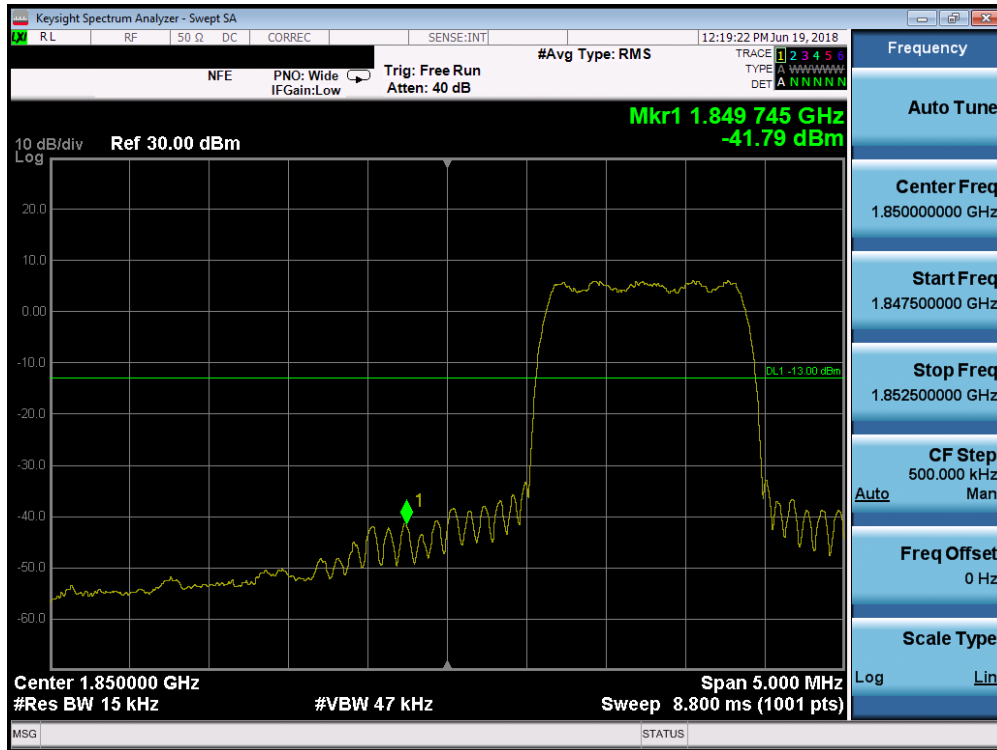 Keysight Spectrum Analyzer - Swept SA
LXI RL RF 50 Ω DC CORREC SENSE:INT 12:19:22 PM Jun 19, 2018
Frequency
NFE PNO: Wide Trig: Free Run #Avg Type: RMS TRACE 1 2 3 4 5 6
IFGain:Low Atten: 40 dB TYPE A WWWWW
DET A N N N N N
Auto Tune
Mkr1 1.849 745 GHz
-41.79 dBm
10 dB/div Ref 30.00 dBm
Log
20.0
10.0
0.00
-10.0
DL1 -13.00 dBm
-20.0
-30.0
-40.0
1
-50.0
-60.0
Center 1.850000 GHz Span 5.000 MHz
#Res BW 15 kHz #VBW 47 kHz Sweep 8.800 ms (1001 pts)
Center Freq
1.850000000 GHz
Start Freq
1.847500000 GHz
Stop Freq
1.852500000 GHz
CF Step
500.000 kHz
Auto Man
Freq Offset
0 Hz
Scale Type
Log Lin
MSG STATUS